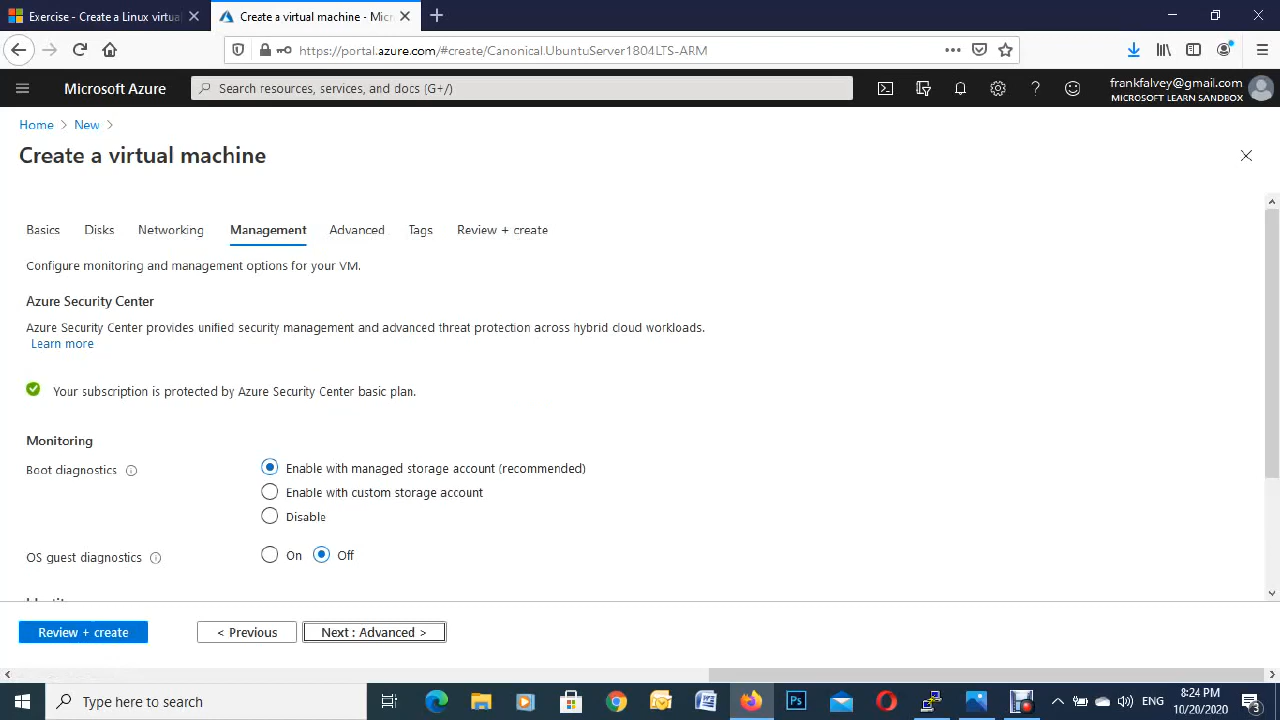 Exercise - Create a Linux virtua
Create a virtual machine - Micr
https://portal.azure.com/#create/Canonical.UbuntuServer1804LTS-ARM
Microsoft Azure
Search resources, services, and docs (G+/)
frankfalvey@gmail.com
MICROSOFT LEARN SANDBOX
Home > New >
Create a virtual machine
Basics Disks Networking Management Advanced Tags Review + create
Configure monitoring and management options for your VM.
Azure Security Center
Azure Security Center provides unified security management and advanced threat protection across hybrid cloud workloads.
Learn more
Your subscription is protected by Azure Security Center basic plan.
Monitoring
Boot diagnostics
Enable with managed storage account (recommended)
Enable with custom storage account
Disable
OS guest diagnostics
On Off
Review + create
< Previous
Next : Advanced >
Type here to search
ENG
8:24 PM
10/20/2020
3